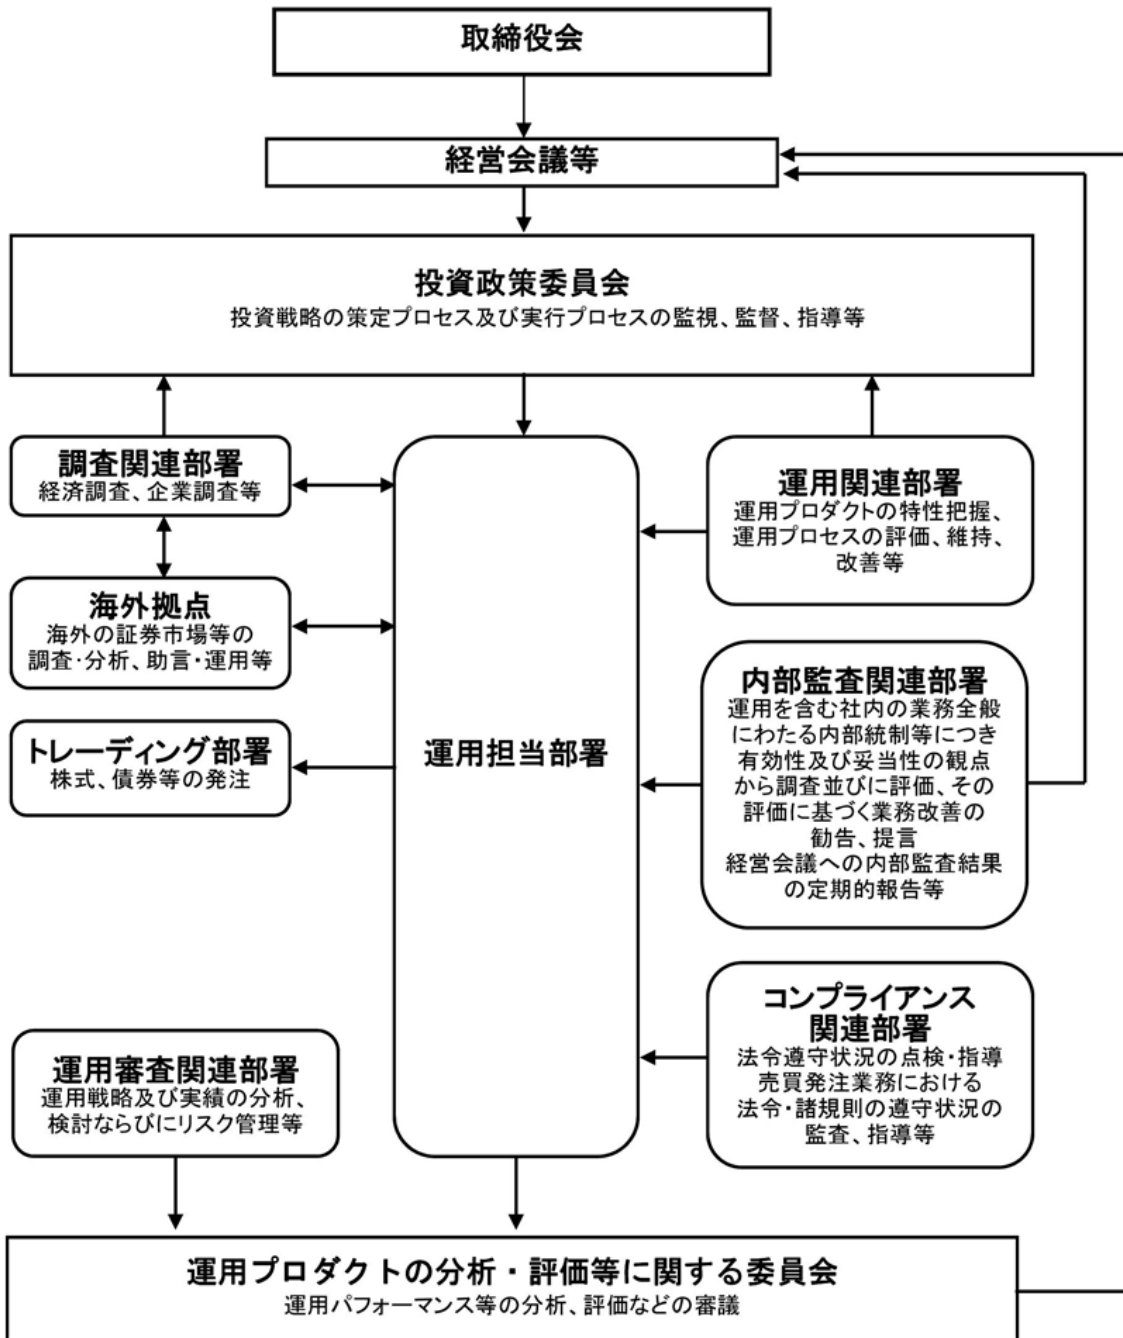 取締役会
経営会議等
投資政策委員会
投資戦略の策定プロセス及び実行プロセスの監視、監督、指導等
調査関連部署
経済調査、企業調査等
海外拠点
海外の証券市場等の
調査・分析、助言・運用等
トレーディング部署
株式、債券等の発注
運用担当部署
運用関連部署
運用プロダクトの特性把握、
運用プロセスの評価、維持、
改善等
内部監査関連部署
運用を含む社内の業務全般
にわたる内部統制等につき
有効性及び妥当性の観点
から調査並びに評価、その
評価に基づく業務改善の
勧告、提言
経営会議への内部監査結果
の定期的報告等
コンプライアンス
関連部署
法令遵守状況の点検・指導
売買発注業務における
法令・諸規則の遵守状況の
監査、指導等
運用審査関連部署
運用戦略及び実績の分析、
検討ならびにリスク管理等
運用プロダクトの分析・評価等に関する委員会
運用パフォーマンス等の分析、評価などの審議